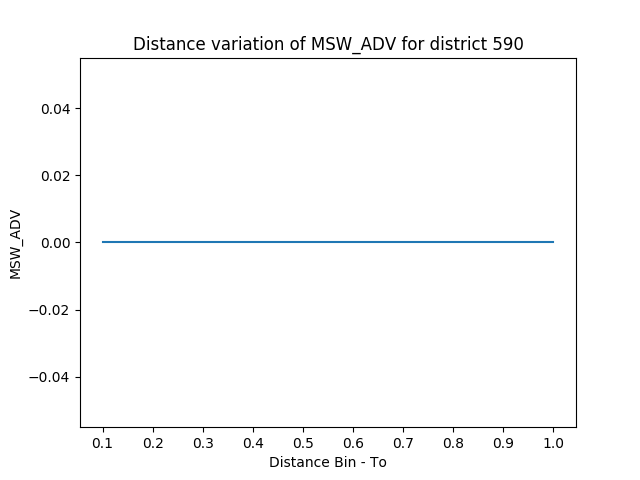 Distance variation of MSW_ADV for district 590
MSW_ADV
0.04
0.02
0.00
−0.02
−0.04
0.1 0.2 0.3 0.4 0.5 0.6 0.7 0.8 0.9 1.0
Distance Bin - To